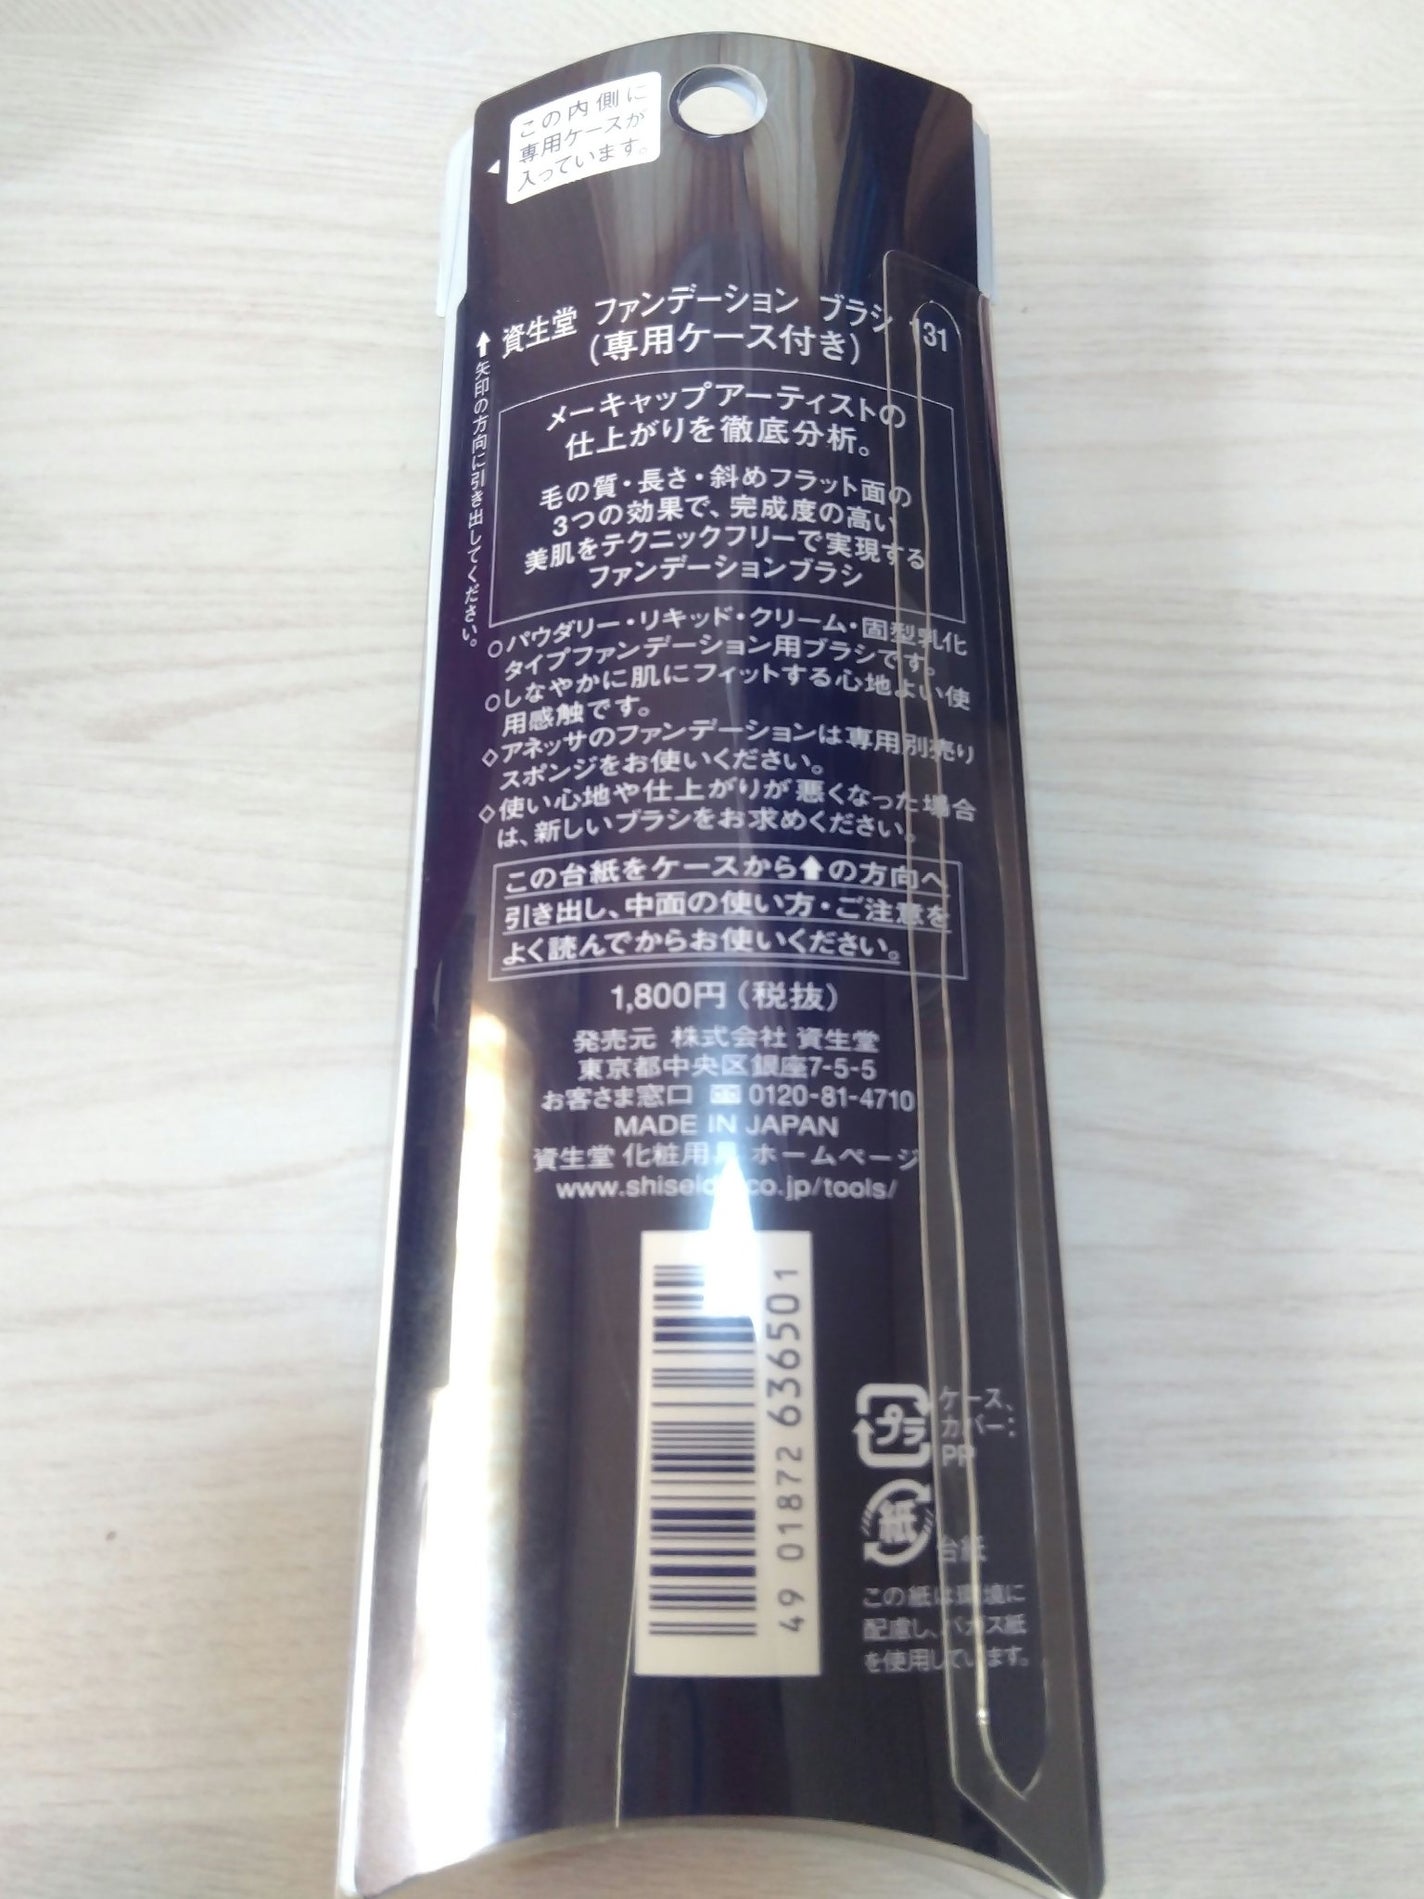 この内側に
専用ケースが
入っています。
資生堂 ファンデーション ブラシ 131
(専用ケース付き)
矢印の方向に引き出してください。
メーキャップアーティストの
仕上がりを徹底分析。
毛の質・長さ・斜めフラット面の
3つの効果で、完成度の高い
美肌をテクニックフリーで実現する
ファンデーションブラシ
○パウダリー・リキッド・クリーム・固型乳化
タイプファンデーション用ブラシです。
○しなやかに肌にフィットする心地よい使
用感触です。
◇アネッサのファンデーションは専用別売り
スポンジをお使いください。
◇使い心地や仕上がりが悪くなった場合
は、新しいブラシをお求めください。
この台紙をケースから⬆の方向へ
引き出し、中面の使い方・ご注意を
よく読んでからお使いください。
1,800円(税抜)
発売元 株式会社 資生堂
東京都中央区銀座7-5-5
お客さま窓口 0120-81-4710
MADE IN JAPAN
資生堂 化粧用具 ホームページ
www.shiseido.co.jp/tools/
49 01872 636501
プラ
ケース、
カバー:
PP
紙
台紙
この紙は環境に
配慮し、バガス紙
を使用しています。